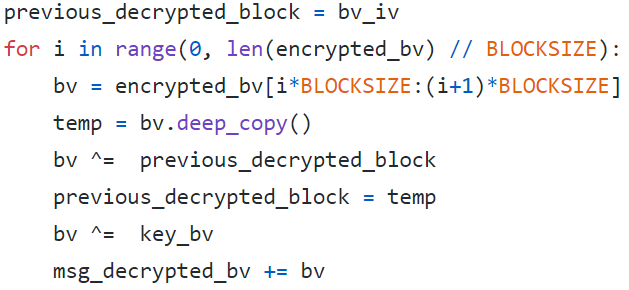 previous_decrypted_block = bv_iv
for i in range(0, len(encrypted_bv) // BLOCKSIZE):
    bv = encrypted_bv[i*BLOCKSIZE:(i+1)*BLOCKSIZE]
    temp = bv.deep_copy()
    bv ^=  previous_decrypted_block
    previous_decrypted_block = temp
    bv ^=  key_bv
    msg_decrypted_bv += bv